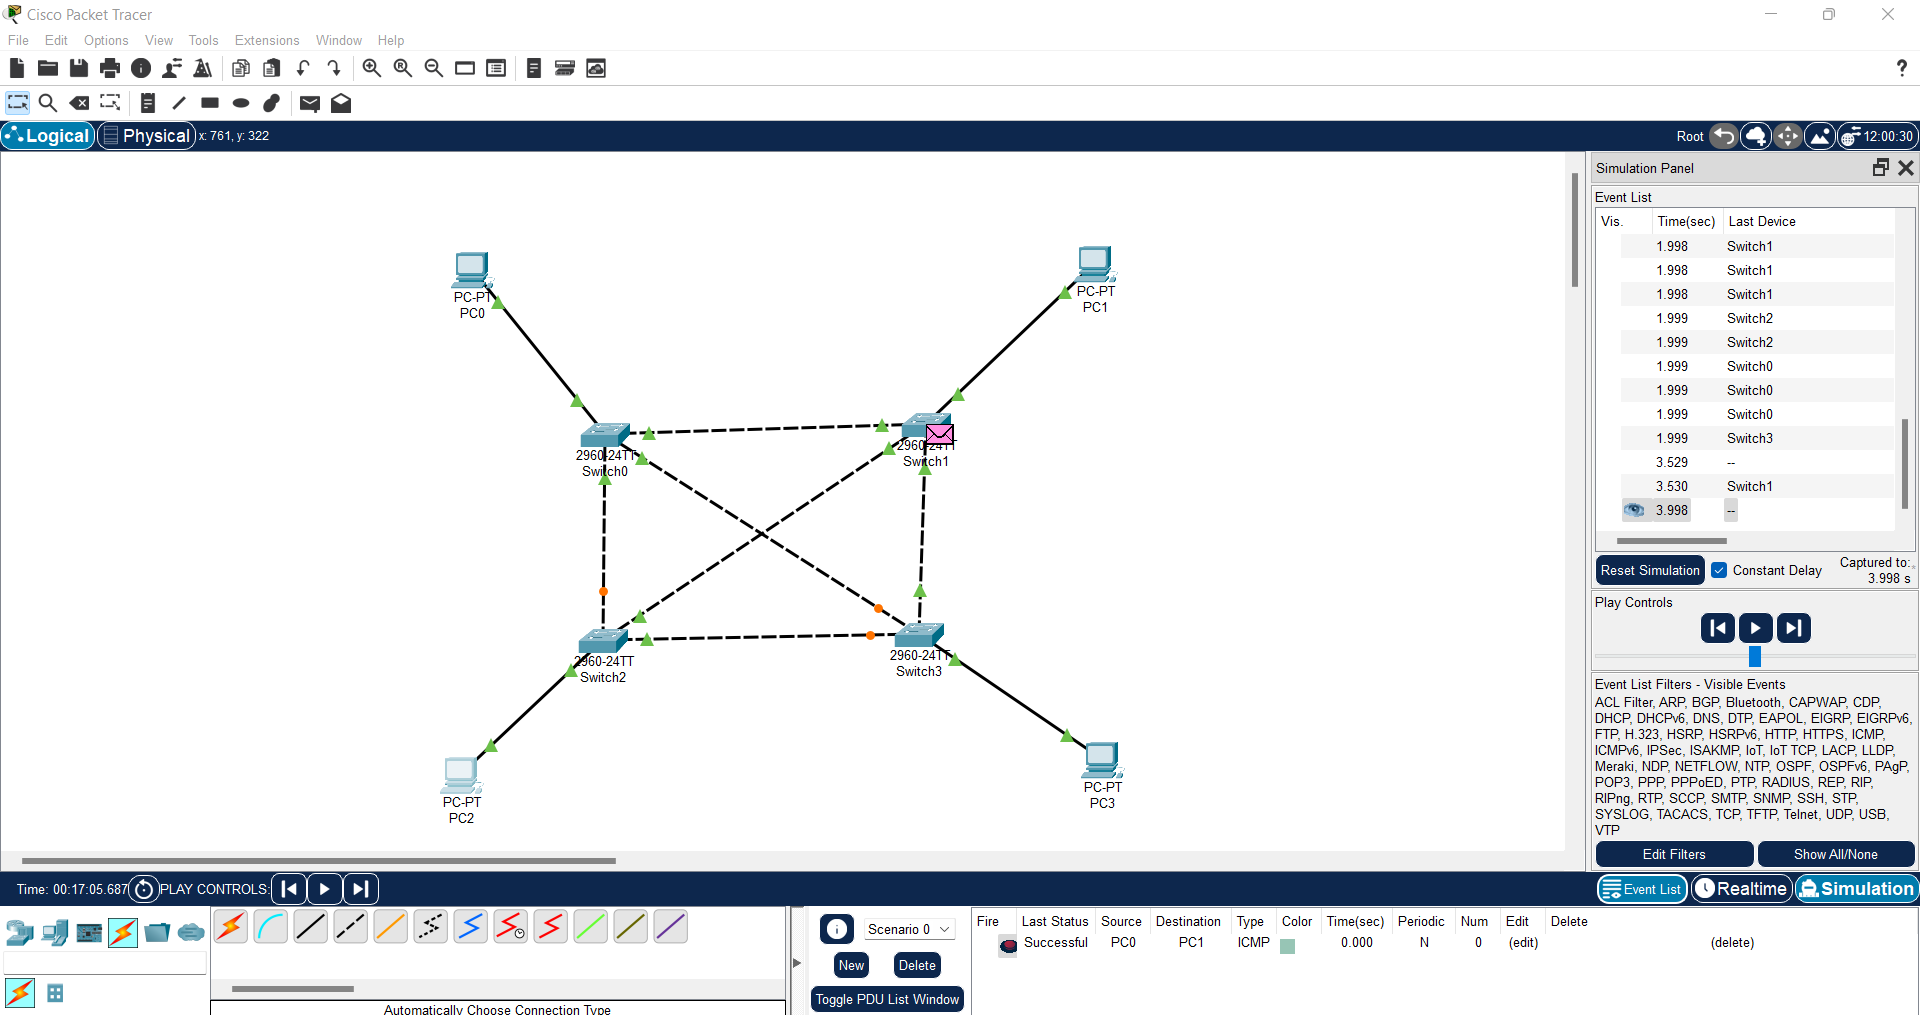 Cisco Packet Tracer
File Edit Options View Tools Extensions Window Help
?
Logical Physical x: 761, y: 322 Root 12:00:30
Simulation Panel
Event List
Vis. Time(sec) Last Device
1.998 Switch1
1.998 Switch1
1.998 Switch1
1.999 Switch2
1.999 Switch2
1.999 Switch0
1.999 Switch0
1.999 Switch0
1.999 Switch3
3.529 --
3.530 Switch1
3.998 --
Reset Simulation Constant Delay Captured to:
3.998 s
Play Controls
Event List Filters - Visible Events
ACL Filter, ARP, BGP, Bluetooth, CAPWAP, CDP,
DHCP, DHCPv6, DNS, DTP, EAPOL, EIGRP, EIGRPv6,
FTP, H.323, HSRP, HSRPv6, HTTP, HTTPS, ICMP,
ICMPv6, IPSec, ISAKMP, IoT, IoT TCP, LACP, LLDP,
Meraki, NDP, NETFLOW, NTP, OSPF, OSPFv6, PAgP,
POP3, PPP, PPPoED, PTP, RADIUS, REP, RIP,
RIPng, RTP, SCCP, SMTP, SNMP, SSH, STP,
SYSLOG, TACACS, TCP, TFTP, Telnet, UDP, USB,
VTP
Edit Filters Show All/None
PC-PT
PC0
PC-PT
PC1
2960-24TT
Switch0
2960-24TT
Switch1
2960-24TT
Switch2
2960-24TT
Switch3
PC-PT
PC2
PC-PT
PC3
Time: 00:17:05.687 PLAY CONTROLS: Event List Realtime Simulation
Automatically Choose Connection Type
Scenario 0
New Delete
Toggle PDU List Window
Fire Last Status Source Destination Type Color Time(sec) Periodic Num Edit Delete
Successful PC0 PC1 ICMP 0.000 N 0 (edit) (delete)